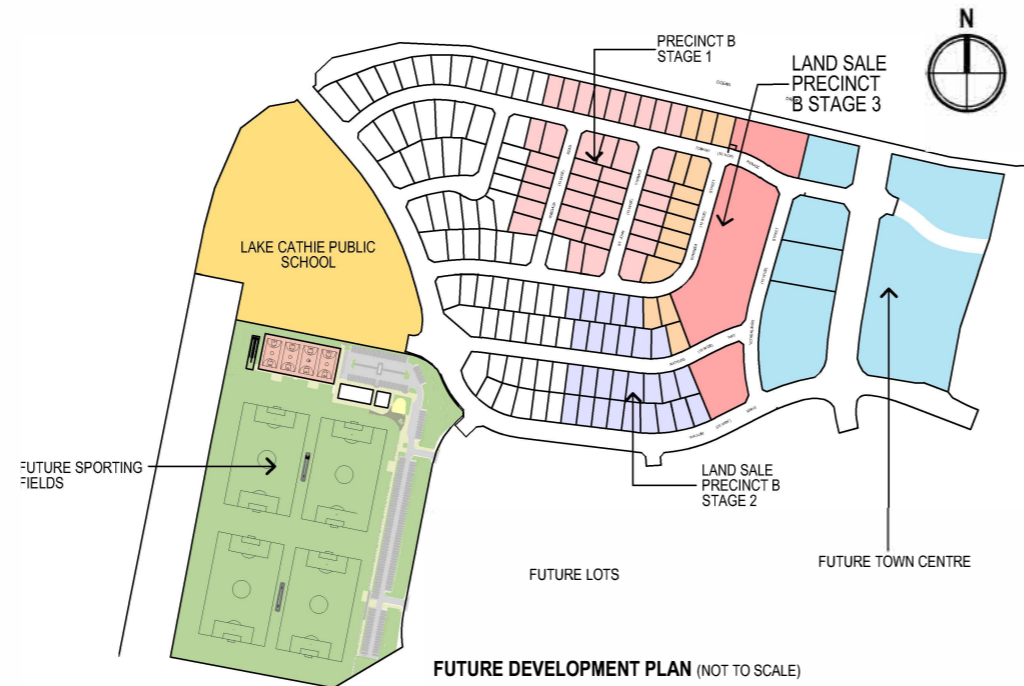 N
PRECINCT B
STAGE 1
LAND SALE
PRECINCT
B STAGE 3
LAKE CATHIE PUBLIC
SCHOOL
FUTURE SPORTING
FIELDS
LAND SALE
PRECINCT B
STAGE 2
FUTURE TOWN CENTRE
FUTURE LOTS
FUTURE DEVELOPMENT PLAN (NOT TO SCALE)